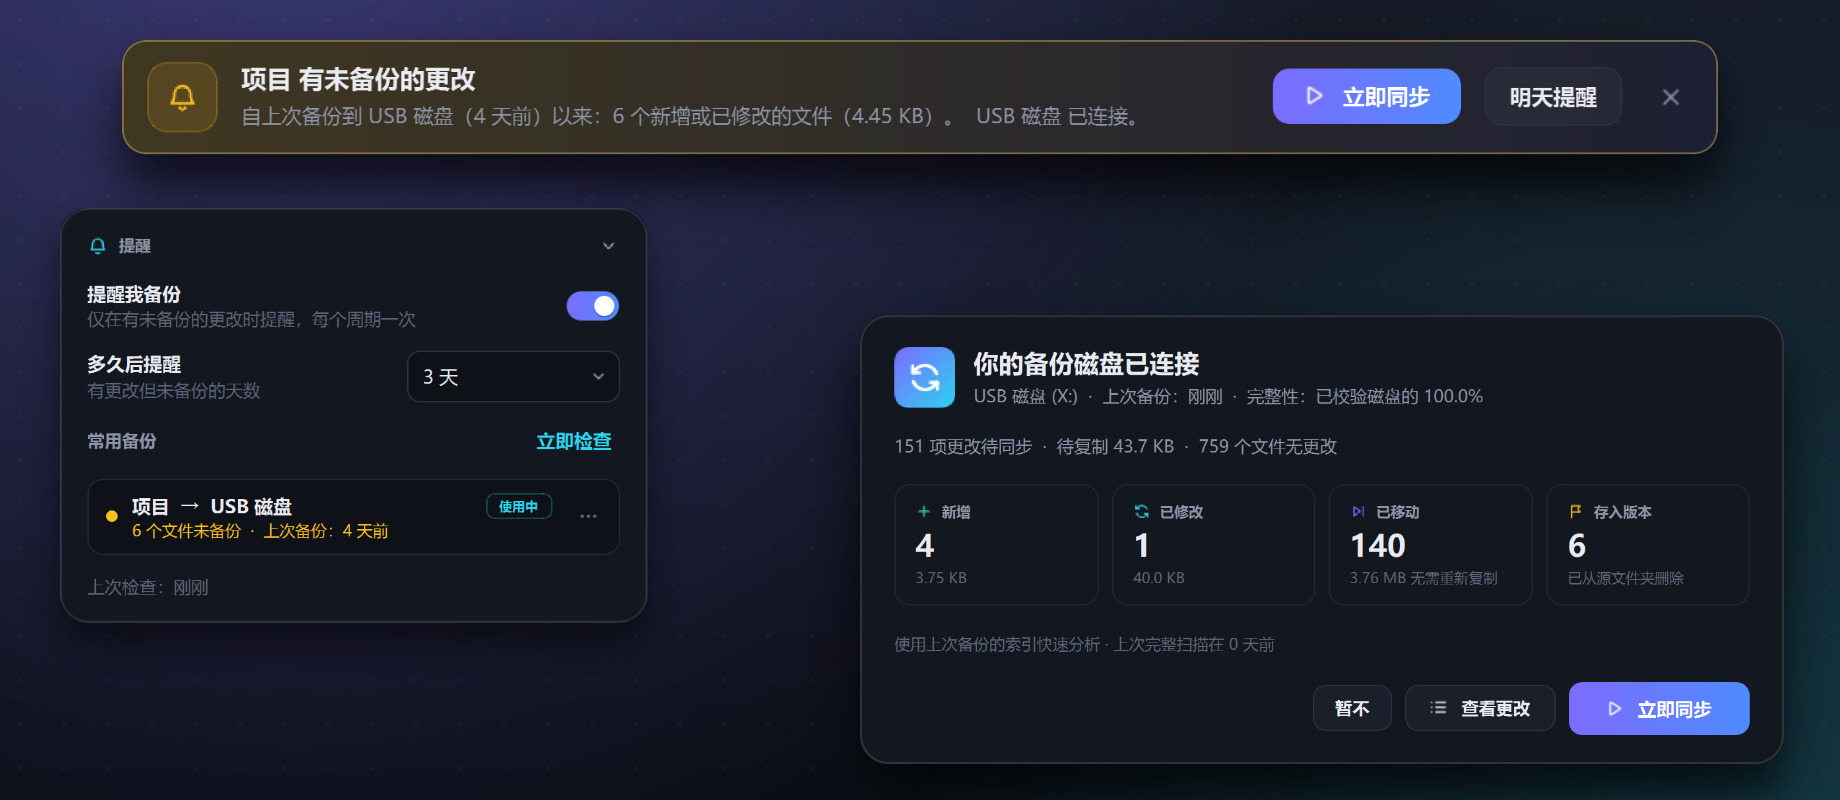 项目 有未备份的更改
自上次备份到 USB 磁盘（4 天前）以来：6 个新增或已修改的文件（4.45 KB）。 USB 磁盘 已连接。
立即同步
明天提醒
提醒
提醒我备份
仅在有未备份的更改时提醒，每个周期一次
多久后提醒
有更改但未备份的天数
3 天
常用备份
立即检查
项目 → USB 磁盘
使用中
6 个文件未备份 · 上次备份：4 天前
上次检查：刚刚
你的备份磁盘已连接
USB 磁盘 (X:) · 上次备份：刚刚 · 完整性：已校验磁盘的 100.0%
151 项更改待同步 · 待复制 43.7 KB · 759 个文件无更改
新增
4
3.75 KB
已修改
1
40.0 KB
已移动
140
3.76 MB 无需重新复制
存入版本
6
已从源文件夹删除
使用上次备份的索引快速分析 · 上次完整扫描在 0 天前
暂不
查看更改
立即同步